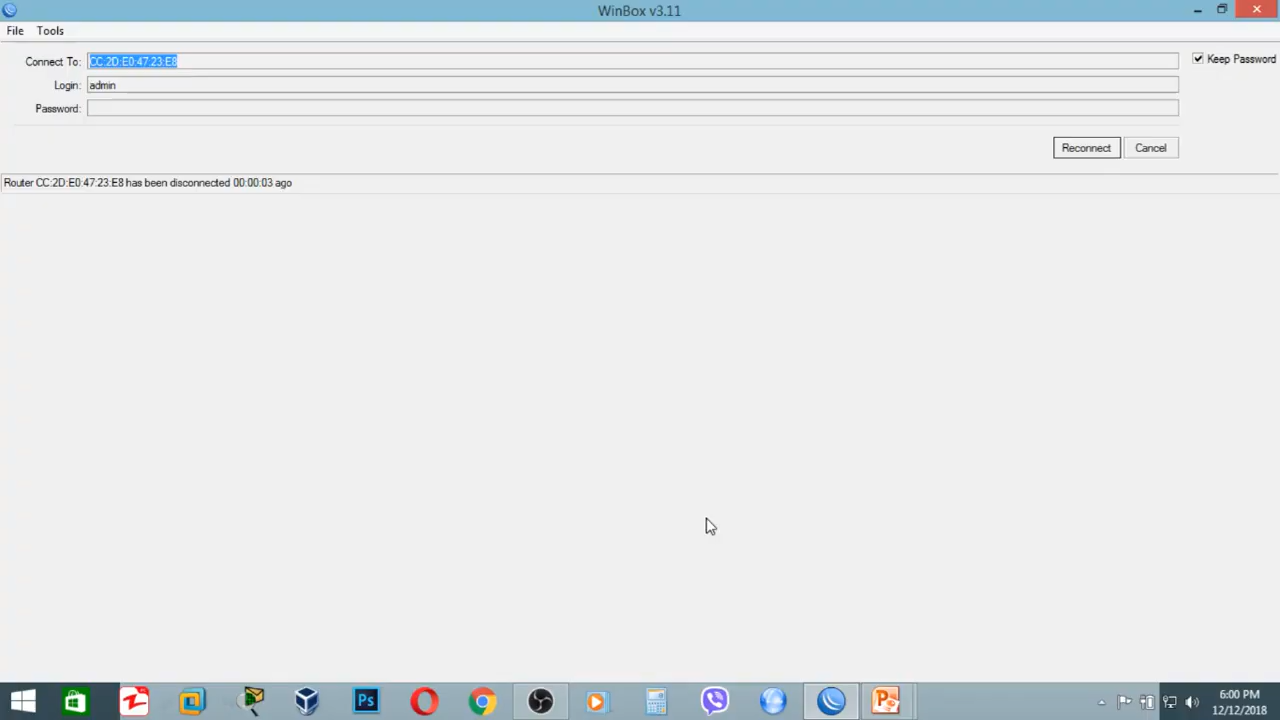 WinBox v3.11
File Tools
Connect To: CC:2D:E0:47:23:E8
Keep Password
Login: admin
Password:
Reconnect Cancel
Router CC:2D:E0:47:23:E8 has been disconnected 00:00:03 ago
Ps
6:00 PM
12/12/2018